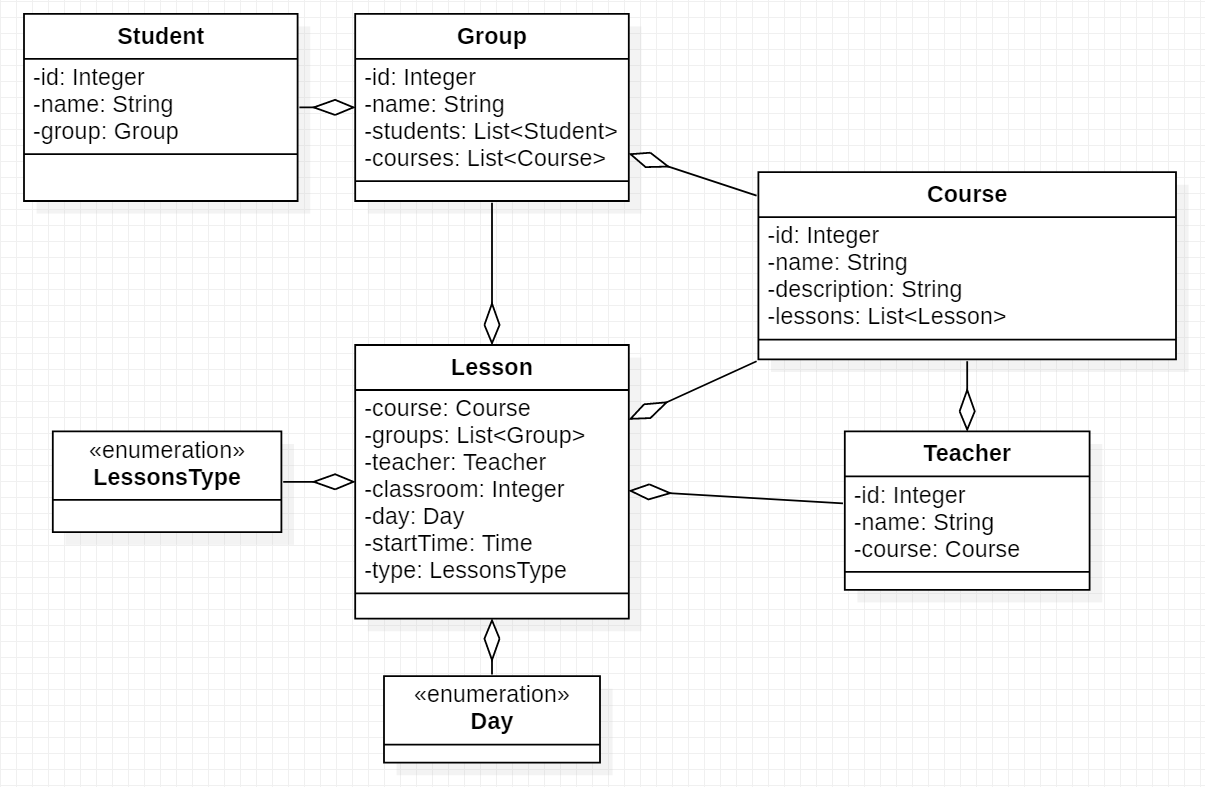 Student
-id: Integer
-name: String
-group: Group
Group
-id: Integer
-name: String
-students: List<Student>
-courses: List<Course>
Course
-id: Integer
-name: String
-description: String
-lessons: List<Lesson>
Lesson
-course: Course
-groups: List<Group>
-teacher: Teacher
-classroom: Integer
-day: Day
-startTime: Time
-type: LessonsType
«enumeration»
LessonsType
Teacher
-id: Integer
-name: String
-course: Course
«enumeration»
Day